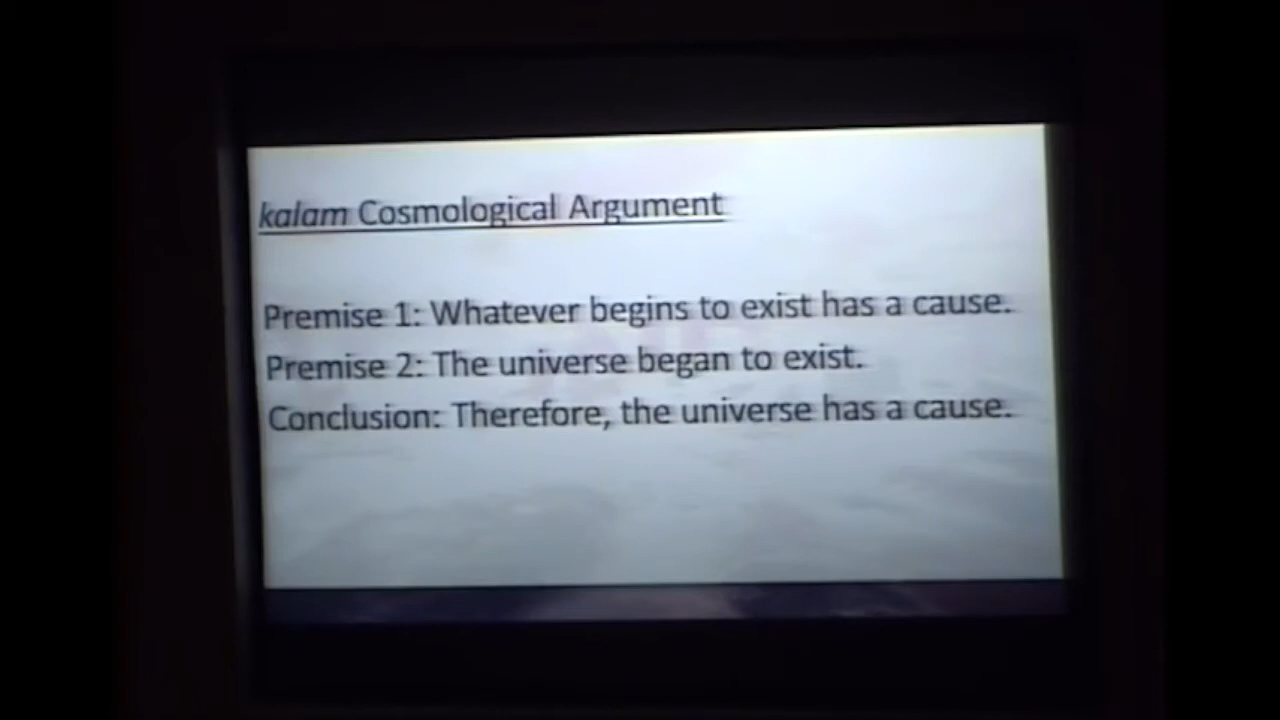 kalam Cosmological Argument
Premise 1: Whatever begins to exist has a cause.
Premise 2: The universe began to exist.
Conclusion: Therefore, the universe has a cause.